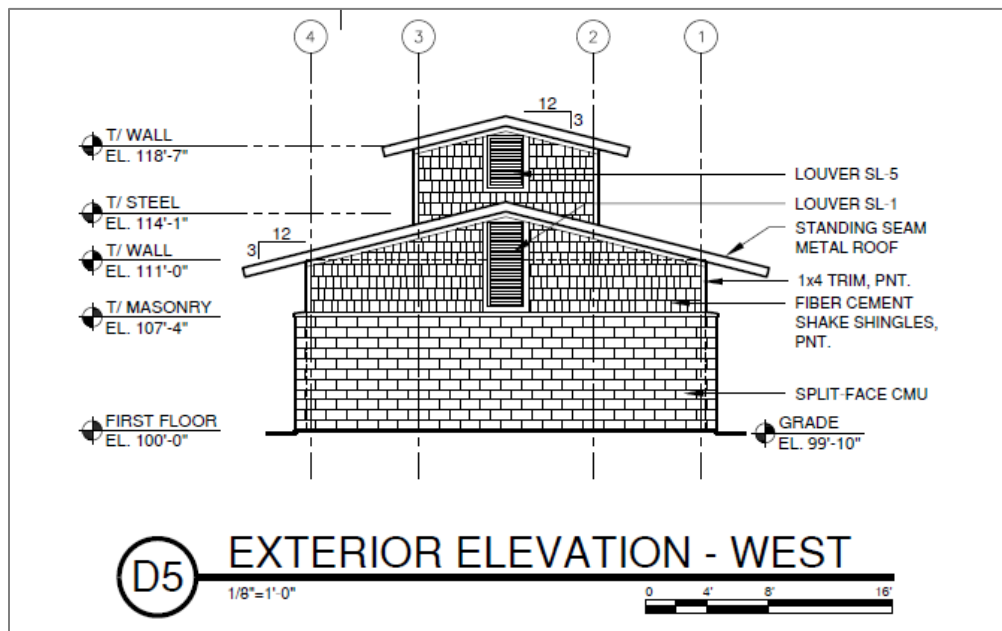 4 3 2 1
12
3
T/ WALL
EL. 118'-7"
LOUVER SL-5
T/ STEEL
EL. 114'-1"
LOUVER SL-1
STANDING SEAM
METAL ROOF
12
3
T/ WALL
EL. 111'-0"
1x4 TRIM, PNT.
T/ MASONRY
EL. 107'-4"
FIBER CEMENT
SHAKE SHINGLES,
PNT.
SPLIT-FACE CMU
FIRST FLOOR
EL. 100'-0"
GRADE
EL. 99'-10"
D5
EXTERIOR ELEVATION - WEST
1/8"=1'-0"
0 4' 8' 16'